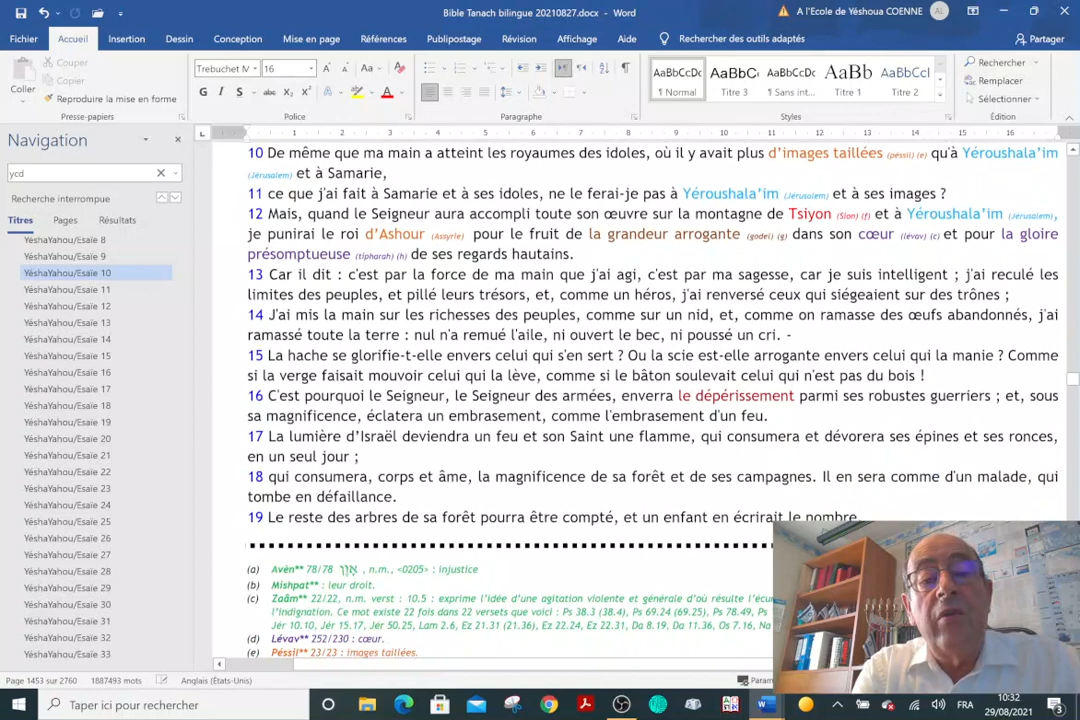 Bible Tanach bilingue 20210827.docx - Word
A l'Ecole de Yéshoua COENNE
AL
Fichier
Accueil
Insertion
Dessin
Conception
Mise en page
Références
Publipostage
Révision
Affichage
Aide
Rechercher des outils adaptés
Partager
Coller
Couper
Copier
Reproduire la mise en forme
Presse-papiers
Trebuchet M
16
Police
Paragraphe
AaBbCcDc
¶ Normal
AaBbC
Titre 3
AaBbCcDc
¶ Sans int...
AaBb
Titre 1
AaBbCcI
Titre 2
Styles
Rechercher
Remplacer
Sélectionner
Édition
Navigation
ycd
Recherche interrompue
Titres
Pages
Résultats
YéshaYahou/Esaïe 8
YéshaYahou/Esaïe 9
YéshaYahou/Esaïe 10
YéshaYahou/Esaïe 11
YéshaYahou/Esaïe 12
YéshaYahou/Esaïe 13
YéshaYahou/Esaïe 14
YéshaYahou/Esaïe 15
YéshaYahou/Esaïe 16
YéshaYahou/Esaïe 17
YéshaYahou/Esaïe 18
YéshaYahou/Esaïe 19
YéshaYahou/Esaïe 20
YéshaYahou/Esaïe 21
YéshaYahou/Esaïe 22
YéshaYahou/Esaïe 23
YéshaYahou/Esaïe 24
YéshaYahou/Esaïe 25
YéshaYahou/Esaïe 26
YéshaYahou/Esaïe 27
YéshaYahou/Esaïe 28
YéshaYahou/Esaïe 29
YéshaYahou/Esaïe 30
YéshaYahou/Esaïe 31
YéshaYahou/Esaïe 32
YéshaYahou/Esaïe 33
10 De même que ma main a atteint les royaumes des idoles, où il y avait plus d’images taillées (péssil) (e) qu'à Yéroushala’im
(Jérusalem) et à Samarie,
11 ce que j'ai fait à Samarie et à ses idoles, ne le ferai-je pas à Yéroushala’im (Jérusalem) et à ses images ?
12 Mais, quand le Seigneur aura accompli toute son œuvre sur la montagne de Tsiyon (Sion) (f) et à Yéroushala’im (Jérusalem),
je punirai le roi d’Ashour (Assyrie) pour le fruit de la grandeur arrogante (godel) (g) dans son cœur (lévav) (c) et pour la gloire
présomptueuse (tipharah) (h) de ses regards hautains.
13 Car il dit : c'est par la force de ma main que j'ai agi, c'est par ma sagesse, car je suis intelligent ; j'ai reculé les
limites des peuples, et pillé leurs trésors, et, comme un héros, j'ai renversé ceux qui siégeaient sur des trônes ;
14 J'ai mis la main sur les richesses des peuples, comme sur un nid, et, comme on ramasse des œufs abandonnés, j'ai
ramassé toute la terre : nul n'a remué l'aile, ni ouvert le bec, ni poussé un cri. -
15 La hache se glorifie-t-elle envers celui qui s'en sert ? Ou la scie est-elle arrogante envers celui qui la manie ? Comme
si la verge faisait mouvoir celui qui la lève, comme si le bâton soulevait celui qui n'est pas du bois !
16 C'est pourquoi le Seigneur, le Seigneur des armées, enverra le dépérissement parmi ses robustes guerriers ; et, sous
sa magnificence, éclatera un embrasement, comme l'embrasement d'un feu.
17 La lumière d’Israël deviendra un feu et son Saint une flamme, qui consumera et dévorera ses épines et ses ronces,
en un seul jour ;
18 qui consumera, corps et âme, la magnificence de sa forêt et de ses campagnes. Il en sera comme d'un malade, qui
tombe en défaillance.
19 Le reste des arbres de sa forêt pourra être compté, et un enfant en écrirait le nombre.
(a) Avèn** 78/78 אָוֶן , n.m., <0205> : injustice
(b) Mishpat** : leur droit.
(c) Zaâm** 22/22, n.m. verst : 10.5 : exprime l’idée d’une agitation violente et générale d’où résulte l’écu
l’indignation. Ce mot existe 22 fois dans 22 versets que voici : Ps 38.3 (38.4), Ps 69.24 (69.25), Ps 78.49, Ps
Jér 10.10, Jér 15.17, Jér 50.25, Lam 2.6, Ez 21.31 (21.36), Ez 22.24, Ez 22.31, Da 8.19, Da 11.36, Os 7.16, Na
(d) Lévav** 252/230 : cœur.
(e) Péssil** 23/23 : images taillées.
Page 1453 sur 2760
1887493 mots
Anglais (États-Unis)
Param
Taper ici pour rechercher
FRA
10:32
29/08/2021
3